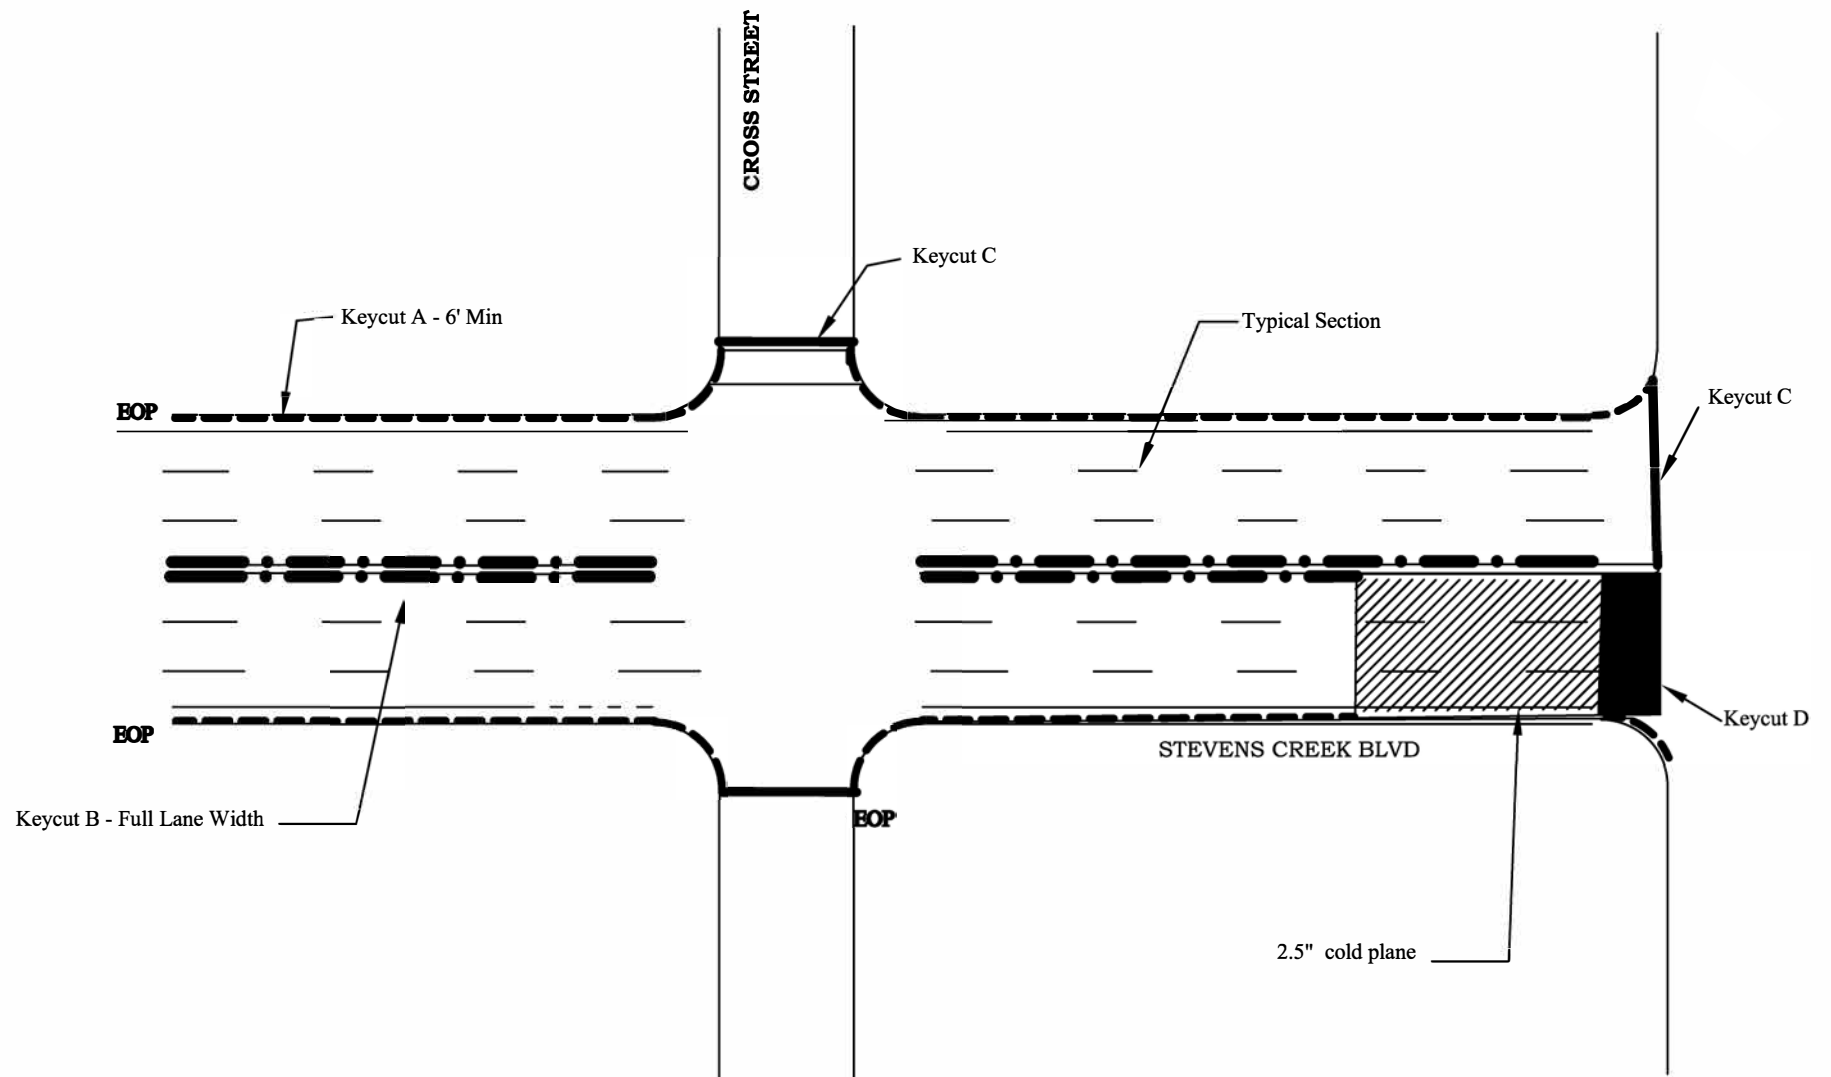 CROSS STREET
Keycut C
Keycut A - 6' Min
Typical Section
Keycut C
EOP
Keycut D
EOP
STEVENS CREEK BLVD
Keycut B - Full Lane Width
EOP
2.5" cold plane